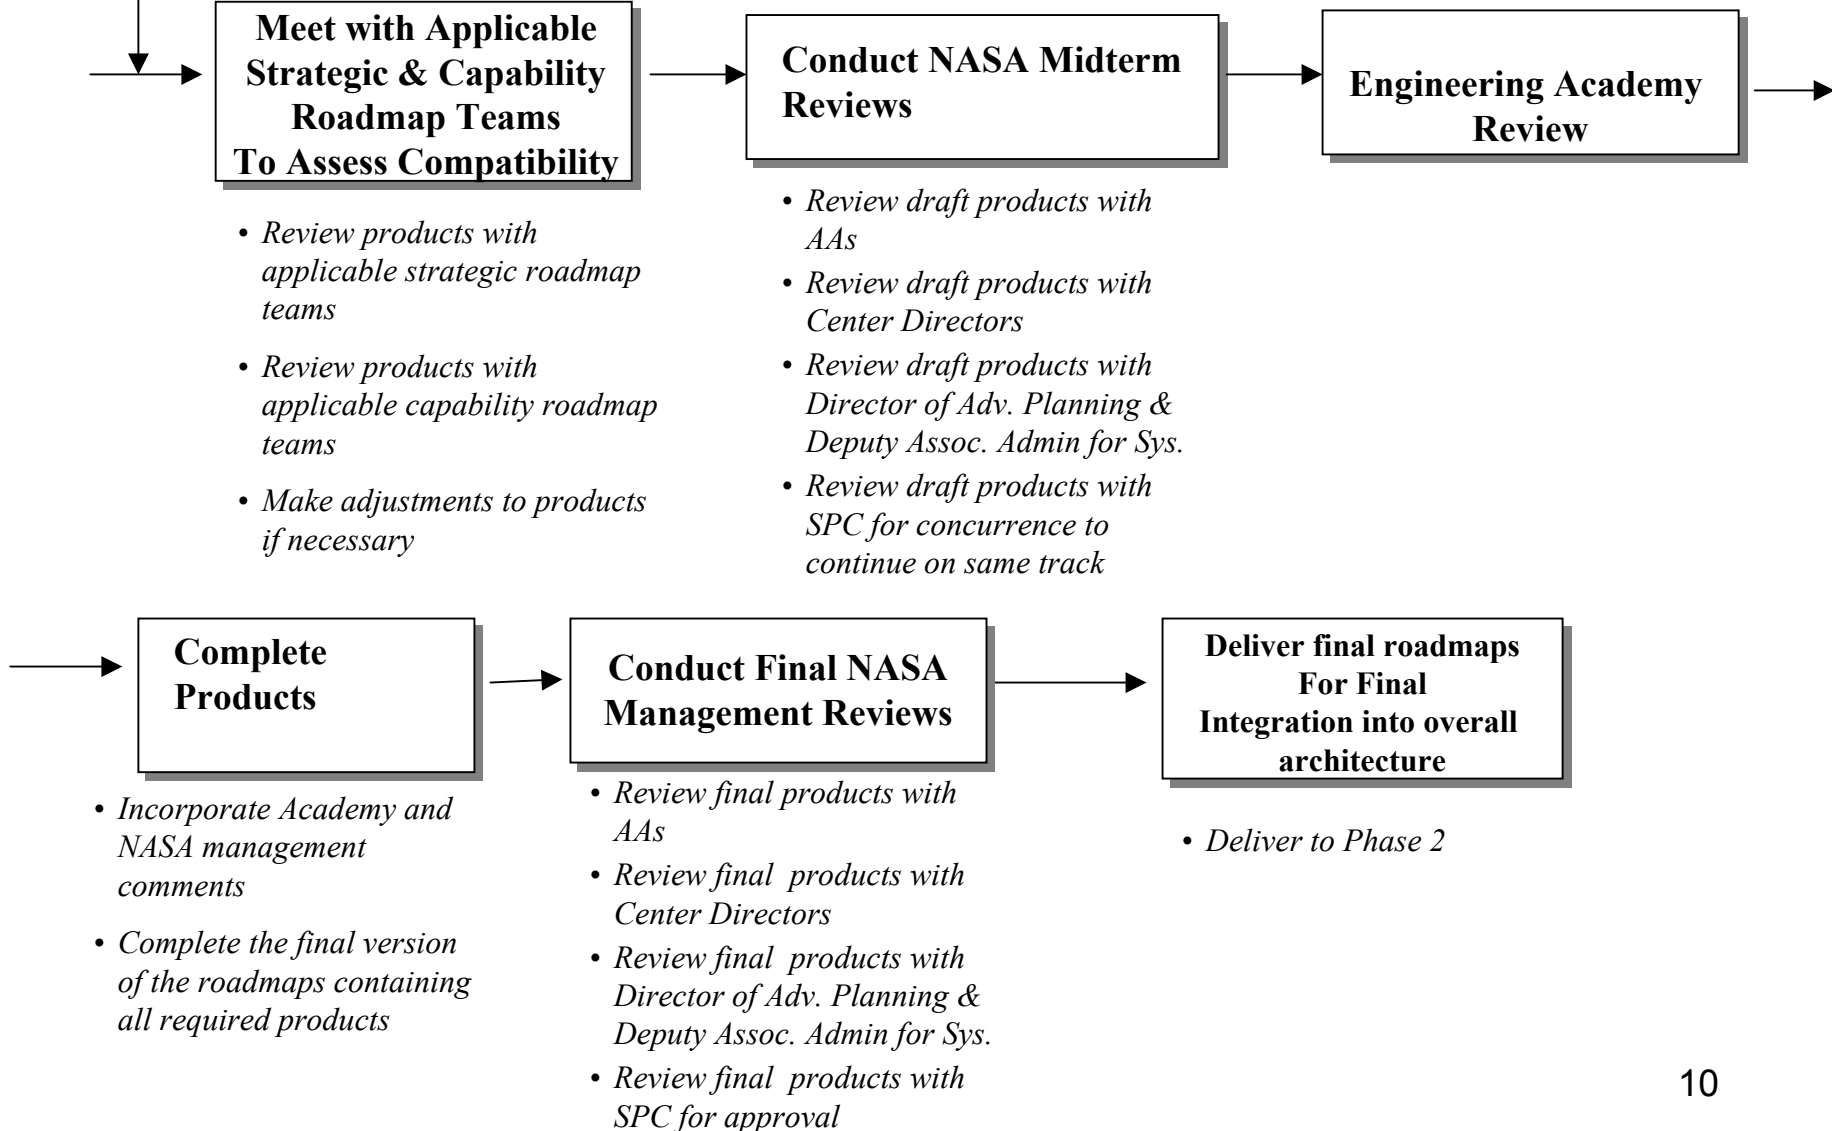 Meet with Applicable
Strategic & Capability
Roadmap Teams
To Assess Compatibility
• Review products with
applicable strategic roadmap
teams
• Review products with
applicable capability roadmap
teams
• Make adjustments to products
if necessary
Conduct NASA Midterm
Reviews
• Review draft products with
AAs
• Review draft products with
Center Directors
• Review draft products with
Director of Adv. Planning &
Deputy Assoc. Admin for Sys.
• Review draft products with
SPC for concurrence to
continue on same track
Engineering Academy
Review
Complete
Products
• Incorporate Academy and
NASA management
comments
• Complete the final version
of the roadmaps containing
all required products
Conduct Final NASA
Management Reviews
• Review final products with
AAs
• Review final  products with
Center Directors
• Review final  products with
Director of Adv. Planning &
Deputy Assoc. Admin for Sys.
• Review final  products with
SPC for approval
Deliver final roadmaps
For Final
Integration into overall
architecture
• Deliver to Phase 2
10